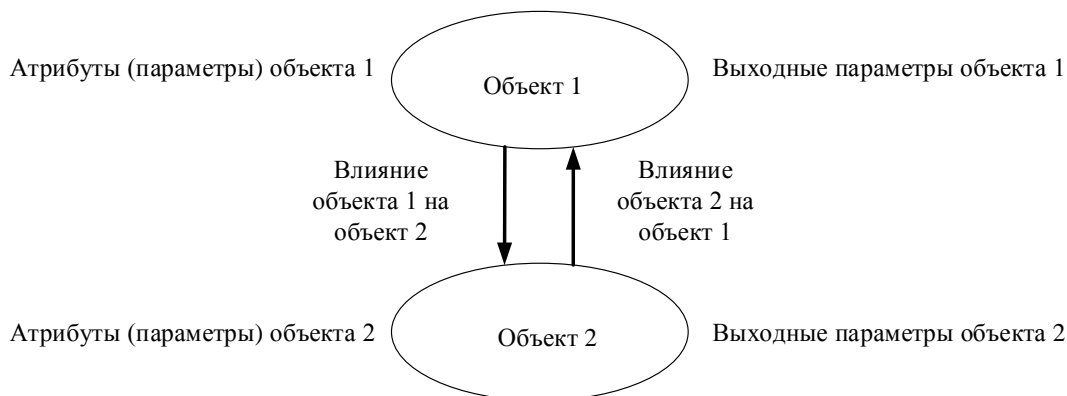 Атрибуты (параметры) объекта 1
Объект 1
Выходные параметры объекта 1
Влияние
объекта 1 на
объект 2
Влияние
объекта 2 на
объект 1
Атрибуты (параметры) объекта 2
Объект 2
Выходные параметры объекта 2